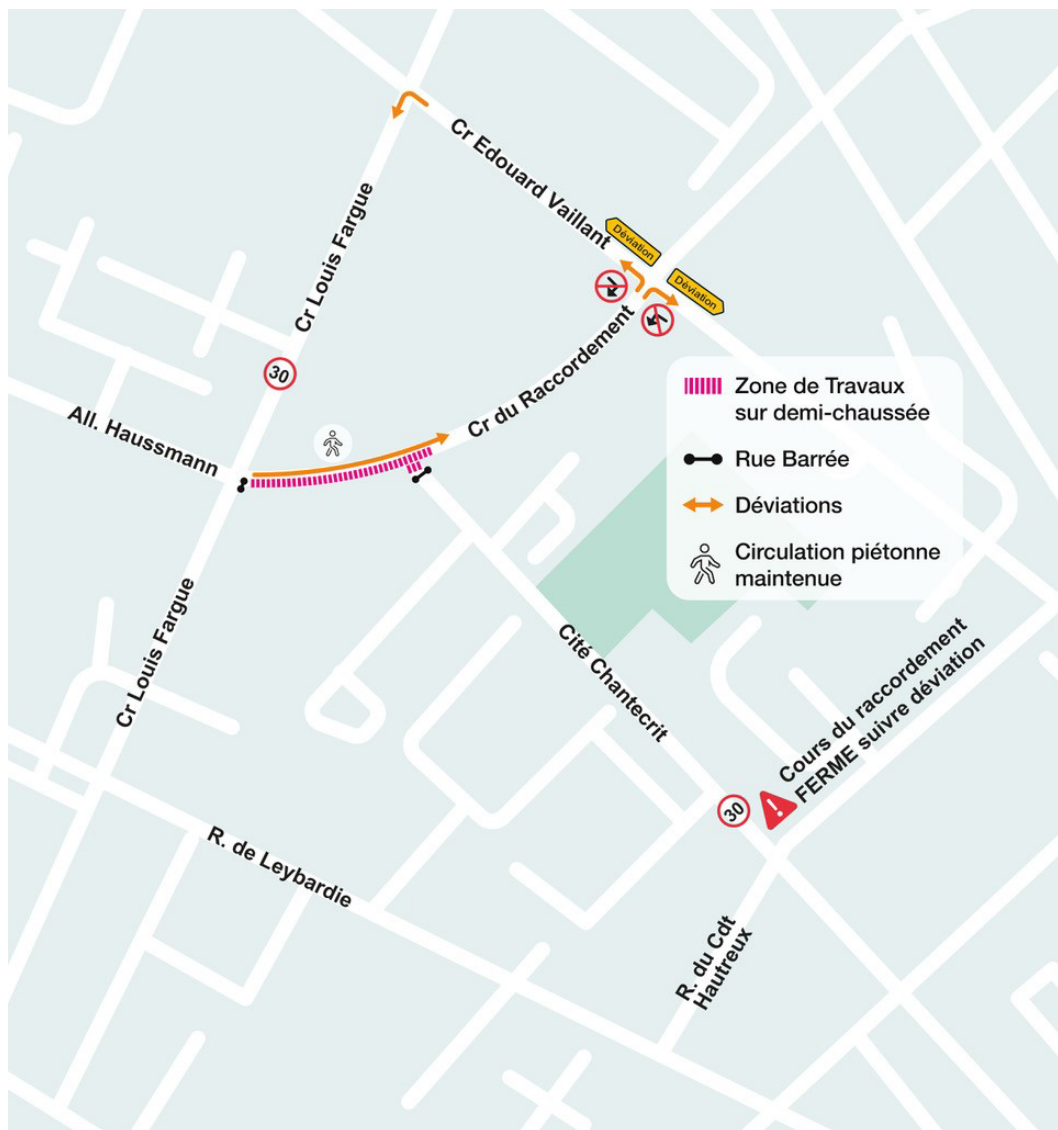 Cr Edouard Vaillant
Cr Louis Fargue
Déviation
Déviation
30
Cr du Raccordement
All. Haussmann
Zone de Travaux
sur demi-chaussée
Rue Barrée
Déviations
Circulation piétonne
maintenue
Cr Louis Fargue
Cité Chantecrit
Cours du raccordement
FERME suivre déviation
30
R. de Leybardie
R. du Cdt
Hautreux